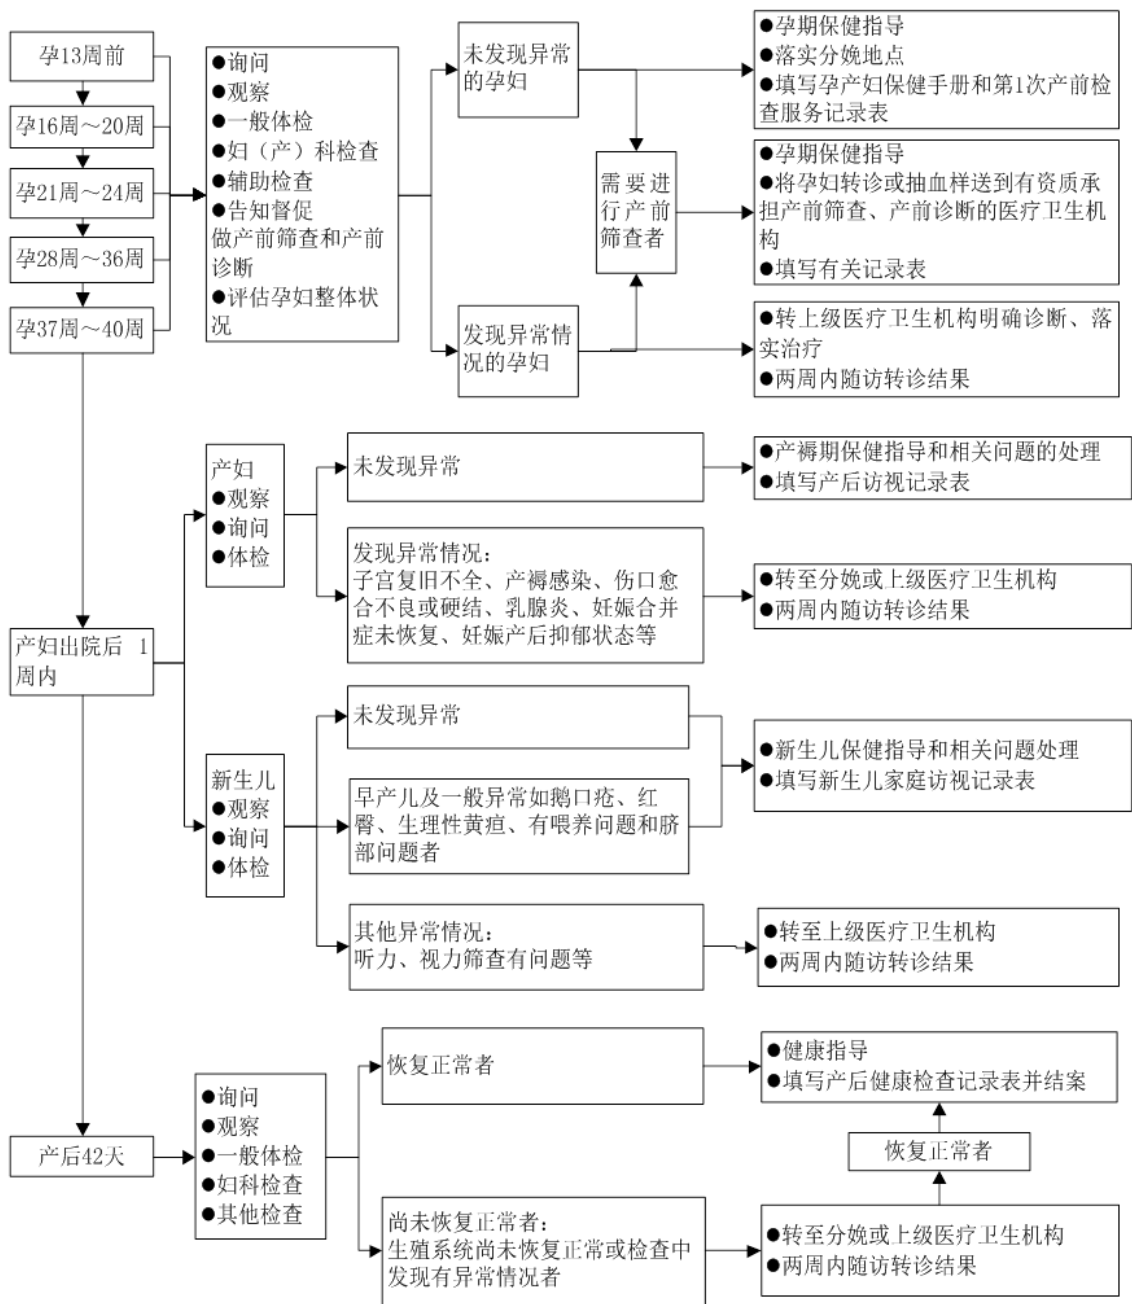 孕13周前
孕16周～20周
孕21周～24周
孕28周～36周
孕37周～40周
●询问
●观察
●一般体检
●妇（产）科检查
●辅助检查
●告知督促
做产前筛查和产前
诊断
●评估孕妇整体状
况
未发现异常
的孕妇
需要进
行产前
筛查者
发现异常情
况的孕妇
●孕期保健指导
●落实分娩地点
●填写孕产妇保健手册和第1次产前检
查服务记录表
●孕期保健指导
●将孕妇转诊或抽血样送到有资质承
担产前筛查、产前诊断的医疗卫生机
构
●填写有关记录表
●转上级医疗卫生机构明确诊断、落
实治疗
●两周内随访转诊结果
产妇出院后 1
周内
产妇
●观察
●询问
●体检
未发现异常
●产褥期保健指导和相关问题的处理
●填写产后访视记录表
发现异常情况：
子宫复旧不全、产褥感染、伤口愈
合不良或硬结、乳腺炎、妊娠合并
症未恢复、妊娠产后抑郁状态等
●转至分娩或上级医疗卫生机构
●两周内随访转诊结果
新生儿
●观察
●询问
●体检
未发现异常
早产儿及一般异常如鹅口疮、红
臀、生理性黄疸、有喂养问题和脐
部问题者
●新生儿保健指导和相关问题处理
●填写新生儿家庭访视记录表
其他异常情况：
听力、视力筛查有问题等
●转至上级医疗卫生机构
●两周内随访转诊结果
产后42天
●询问
●观察
●一般体检
●妇科检查
●其他检查
恢复正常者
●健康指导
●填写产后健康检查记录表并结案
恢复正常者
尚未恢复正常者：
生殖系统尚未恢复正常或检查中
发现有异常情况者
●转至分娩或上级医疗卫生机构
●两周内随访转诊结果